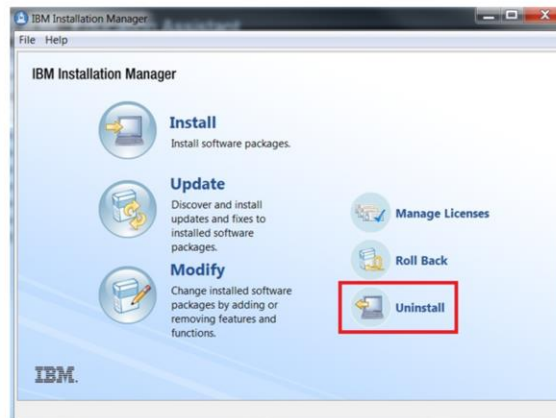 IBM Installation Manager
File Help
IBM Installation Manager
Install
Install software packages.
Update
Discover and install
updates and fixes to
installed software
packages.
Modify
Change installed software
packages by adding or
removing features and
functions.
Manage Licenses
Roll Back
Uninstall
IBM.